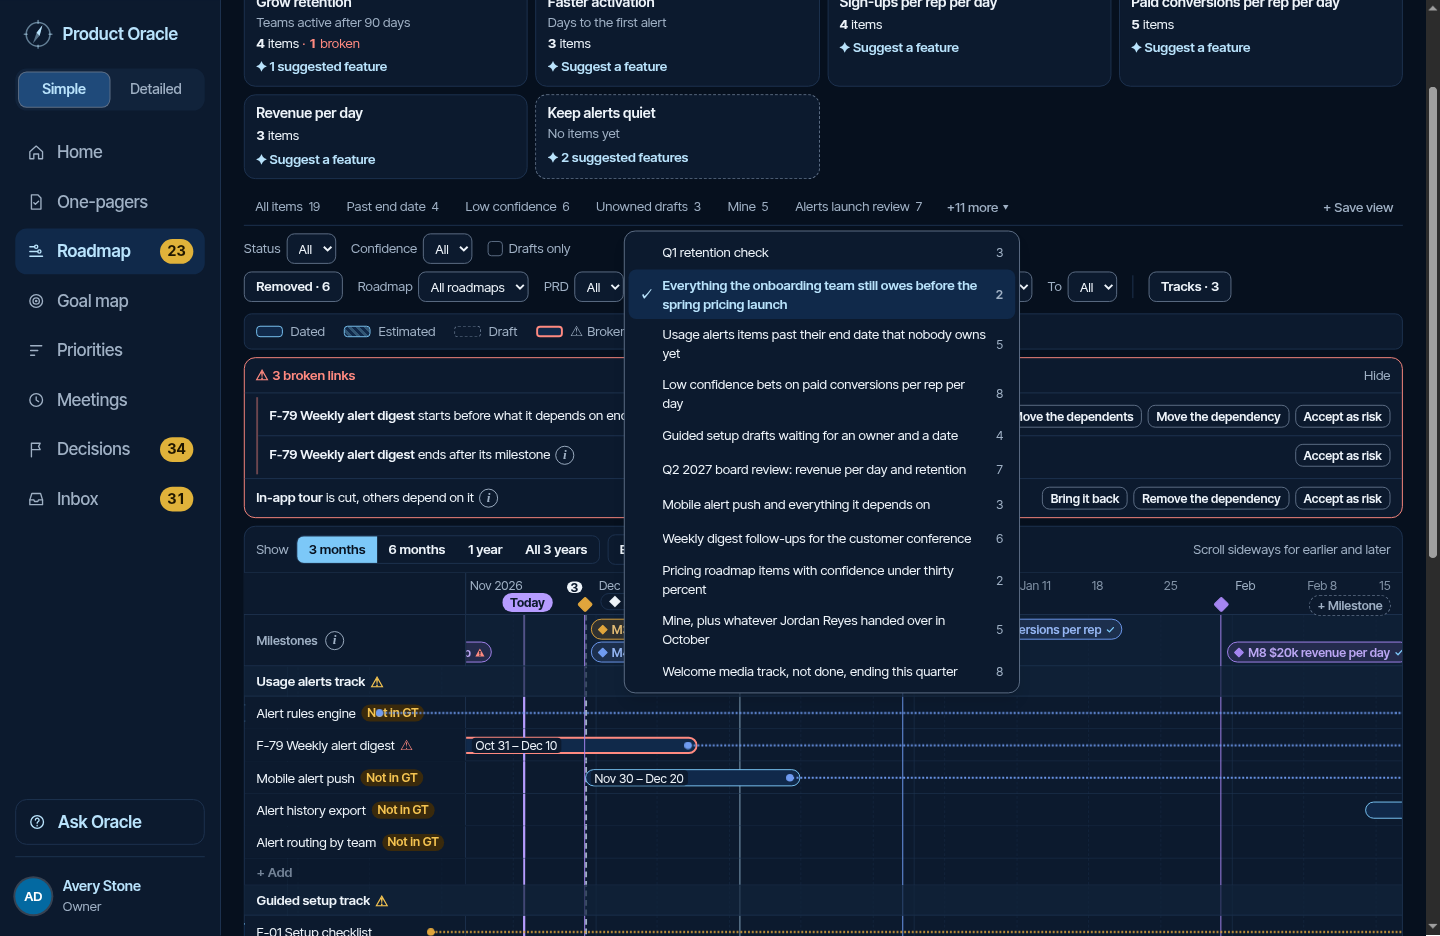 Product Oracle
Simple
Detailed
Home
One-pagers
Roadmap 23
Goal map
Priorities
Meetings
Decisions 34
Inbox 31
Ask Oracle
AD
Avery Stone
Owner
Grow retention
Teams active after 90 days
4 items · 1 broken
✦ 1 suggested feature
Faster activation
Days to the first alert
3 items
✦ Suggest a feature
Sign-ups per rep per day
4 items
✦ Suggest a feature
Paid conversions per rep per day
5 items
✦ Suggest a feature
Revenue per day
3 items
✦ Suggest a feature
Keep alerts quiet
No items yet
✦ 2 suggested features
All items 19 Past end date 4 Low confidence 6 Unowned drafts 3 Mine 5 Alerts launch review 7 +11 more ▾ + Save view
Status All Confidence All Drafts only
Removed · 6 Roadmap All roadmaps PRD All To All Tracks · 3
Dated Estimated Draft ⚠ Broken
Q1 retention check 3
✓ Everything the onboarding team still owes before the
spring pricing launch 2
Usage alerts items past their end date that nobody owns
yet 5
Low confidence bets on paid conversions per rep per
day 8
Guided setup drafts waiting for an owner and a date 4
Q2 2027 board review: revenue per day and retention 7
Mobile alert push and everything it depends on 3
Weekly digest follow-ups for the customer conference 6
Pricing roadmap items with confidence under thirty
percent 2
Mine, plus whatever Jordan Reyes handed over in
October 5
Welcome media track, not done, ending this quarter 8
⚠ 3 broken links Hide
F-79 Weekly alert digest starts before what it depends on Move the dependents Move the dependency Accept as risk
F-79 Weekly alert digest ends after its milestone i Accept as risk
In-app tour is cut, others depend on it i Bring it back Remove the dependency Accept as risk
Show 3 months 6 months 1 year All 3 years Scroll sideways for earlier and later
Nov 2026 3 Dec Jan 11 18 25 Feb Feb 8 15
Today + Milestone
Milestones i
ersions per rep ✓
M8 $20k revenue per day ✓
Usage alerts track ⚠
Alert rules engine Not in GT
F-79 Weekly alert digest ⚠ Oct 31 – Dec 10
Mobile alert push Not in GT Nov 30 – Dec 20
Alert history export Not in GT
Alert routing by team Not in GT
+ Add
Guided setup track ⚠
F-01 Setup checklist